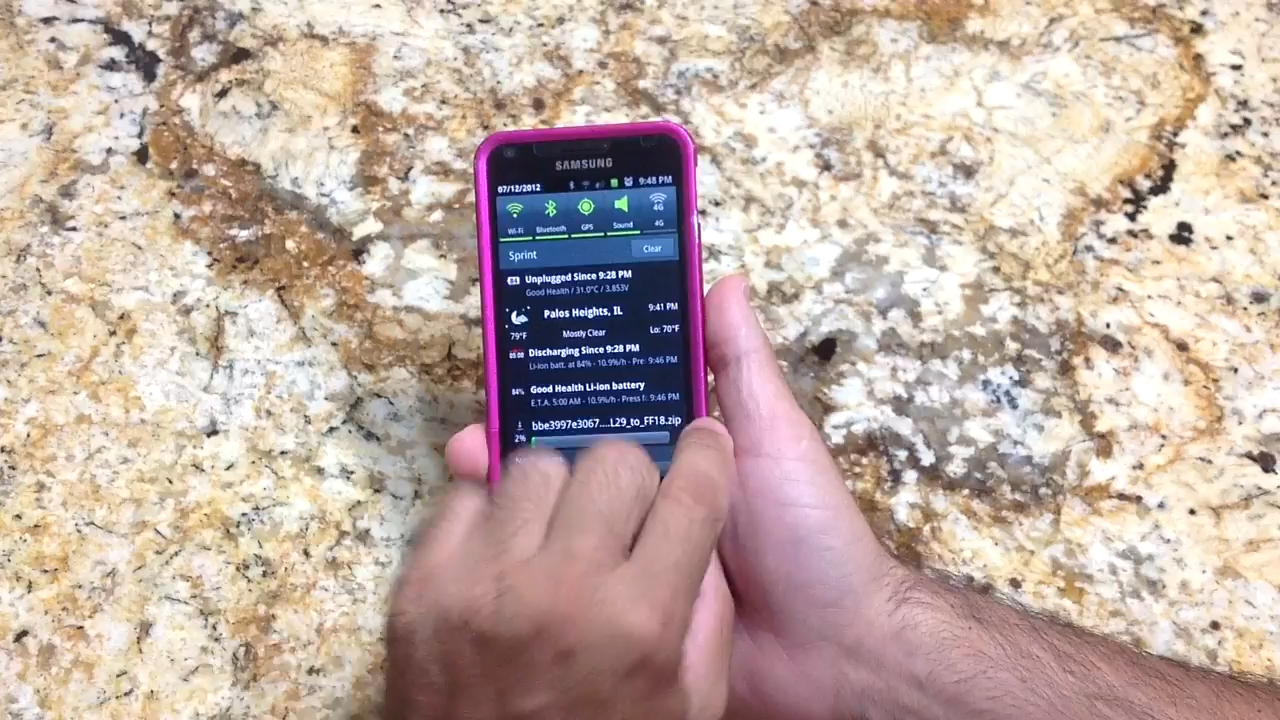 SAMSUNG
07/12/2012 9:48 PM
4G
Wi-Fi Bluetooth GPS Sound 4G
Sprint Clear
84 Unplugged Since 9:28 PM
Good Health / 31.0°C / 3.853V
Palos Heights, IL 9:41 PM
79°F Mostly Clear Lo: 70°F
Discharging Since 9:28 PM
05:00 Li-ion batt. at 84% - 10.9%/h - Pre 9:46 PM
84% Good Health Li-ion battery
E.T.A. 5:00 AM - 10.9%/h - Press f 9:46 PM
bbe3997e3067....L29_to_FF18.zip
2%